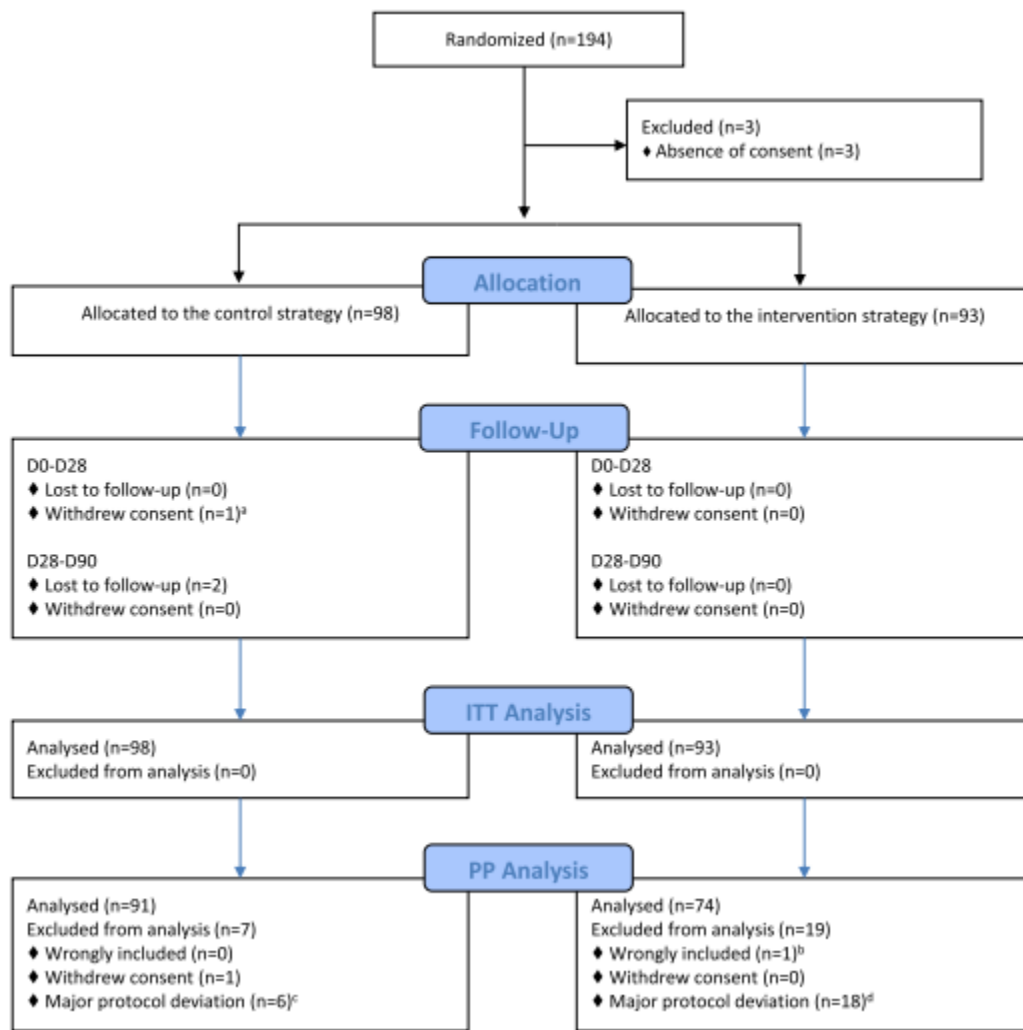 Randomized (n=194)
Excluded (n=3)
♦ Absence of consent (n=3)
Allocation
Allocated to the control strategy (n=98)
Allocated to the intervention strategy (n=93)
Follow-Up
D0-D28
♦ Lost to follow-up (n=0)
♦ Withdrew consent (n=1)ᵃ
D28-D90
♦ Lost to follow-up (n=2)
♦ Withdrew consent (n=0)
D0-D28
♦ Lost to follow-up (n=0)
♦ Withdrew consent (n=0)
D28-D90
♦ Lost to follow-up (n=0)
♦ Withdrew consent (n=0)
ITT Analysis
Analysed (n=98)
Excluded from analysis (n=0)
Analysed (n=93)
Excluded from analysis (n=0)
PP Analysis
Analysed (n=91)
Excluded from analysis (n=7)
♦ Wrongly included (n=0)
♦ Withdrew consent (n=1)
♦ Major protocol deviation (n=6)ᶜ
Analysed (n=74)
Excluded from analysis (n=19)
♦ Wrongly included (n=1)ᵇ
♦ Withdrew consent (n=0)
♦ Major protocol deviation (n=18)ᵈ